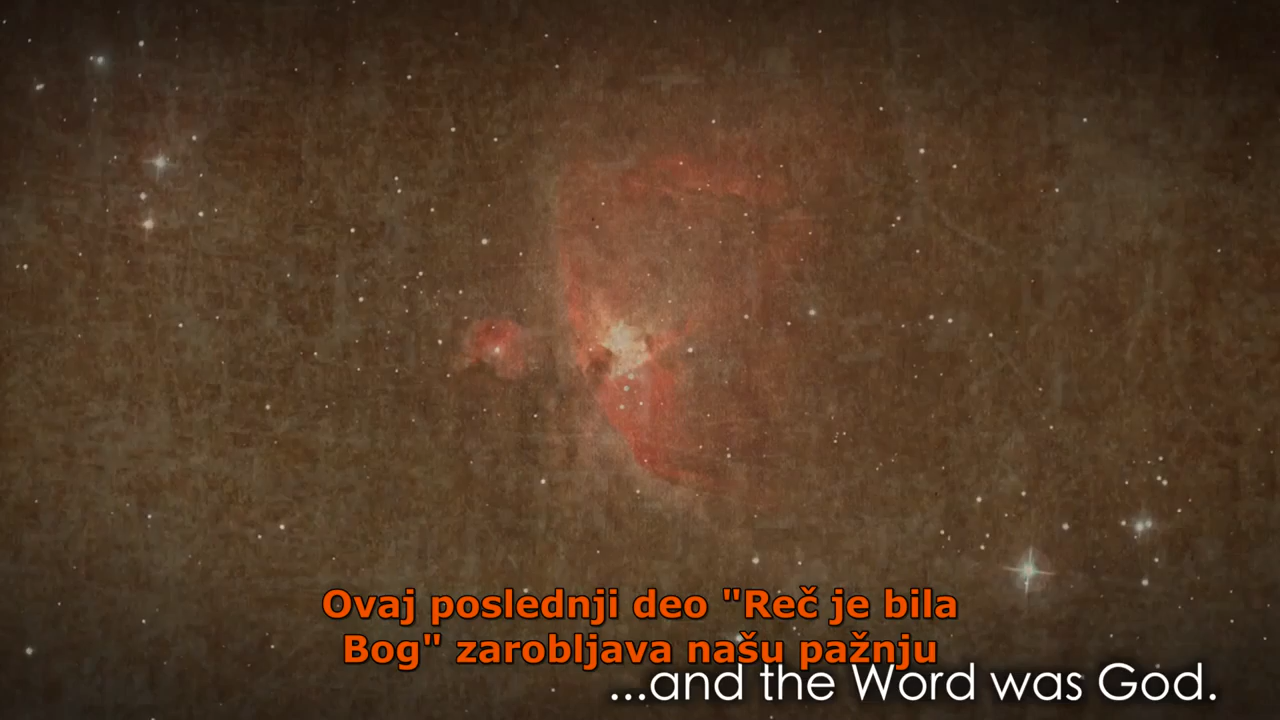 Ovaj poslednji deo "Reč je bila
Bog" zarobljava našu pažnju
...and the Word was God.